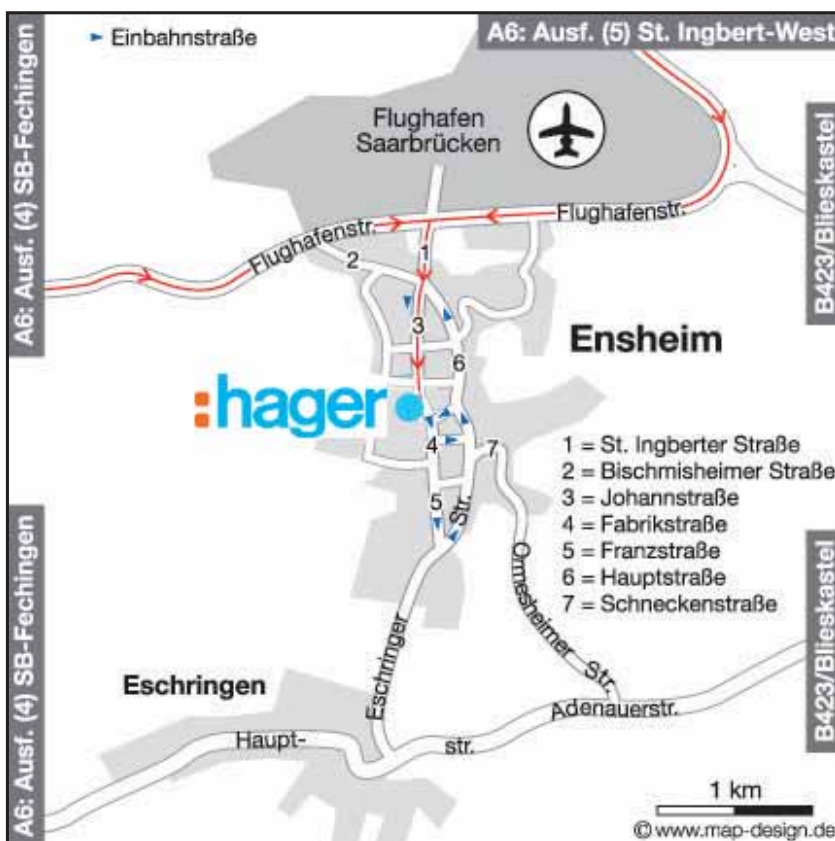 Einbahnstraße
A6: Ausf. (5) St. Ingbert-West
A6: Ausf. (4) SB-Fechingen
B423/Blieskastel
Flughafen
Saarbrücken
Flughafenstr.
Flughafenstr.
1
2
3
6
Ensheim
:hager
4
7
5
1 = St. Ingberter Straße
2 = Bischmisheimer Straße
3 = Johannstraße
4 = Fabrikstraße
5 = Franzstraße
6 = Hauptstraße
7 = Schneckenstraße
Eschringer Str.
Ormesheimer Str.
A6: Ausf. (4) SB-Fechingen
B423/Blieskastel
Eschringen
Adenauerstr.
Haupt- str.
1 km
© www.map-design.de